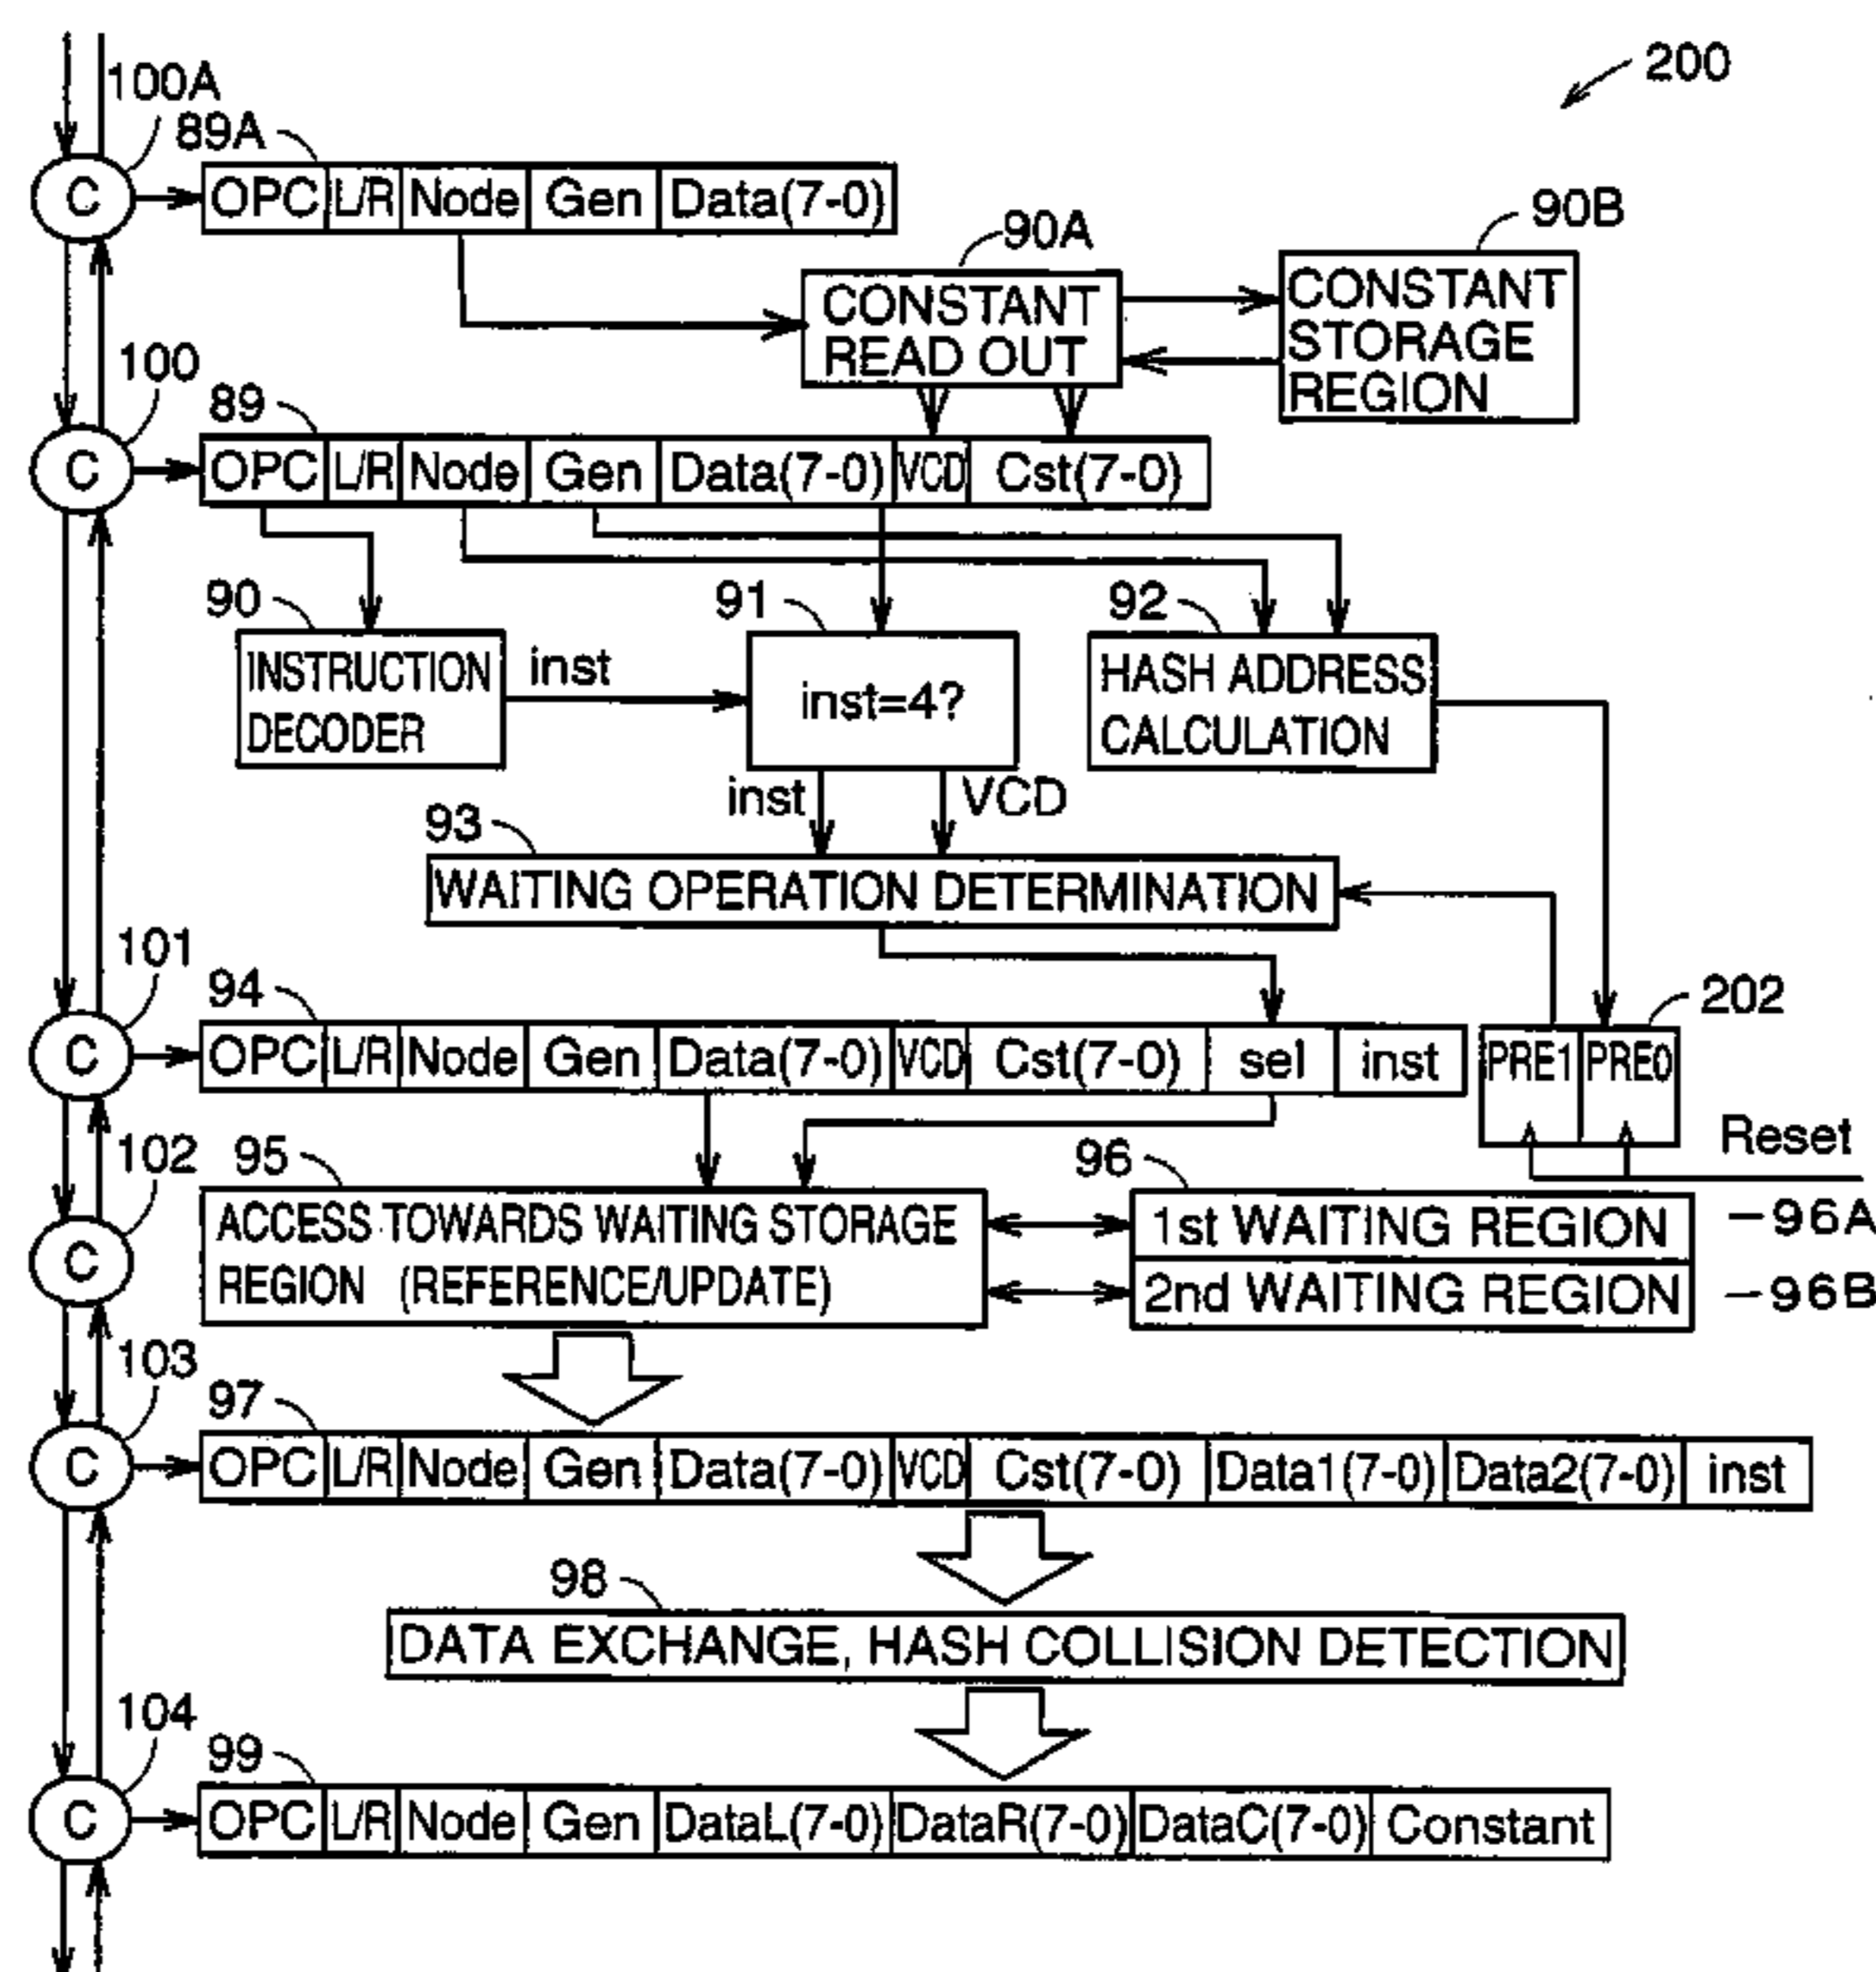 200
100A
89A
C
OPC L/R Node Gen Data(7-0)
90A
90B
CONSTANT
READ OUT
CONSTANT
STORAGE
REGION
100
89
C
OPC L/R Node Gen Data(7-0) VCD Cst(7-0)
90
91
92
INSTRUCTION
DECODER
inst
inst=4?
HASH ADDRESS
CALCULATION
inst
VCD
93
WAITING OPERATION DETERMINATION
101
94
202
C
OPC L/R Node Gen Data(7-0) VCD Cst(7-0) sel inst
PRE1 PRE0
Reset
102
95
96
C
ACCESS TOWARDS WAITING STORAGE
REGION (REFERENCE/UPDATE)
1st WAITING REGION
96A
2nd WAITING REGION
96B
103
97
C
OPC L/R Node Gen Data(7-0) VCD Cst(7-0) Data1(7-0) Data2(7-0) inst
98
DATA EXCHANGE, HASH COLLISION DETECTION
104
99
C
OPC L/R Node Gen DataL(7-0) DataR(7-0) DataC(7-0) Constant